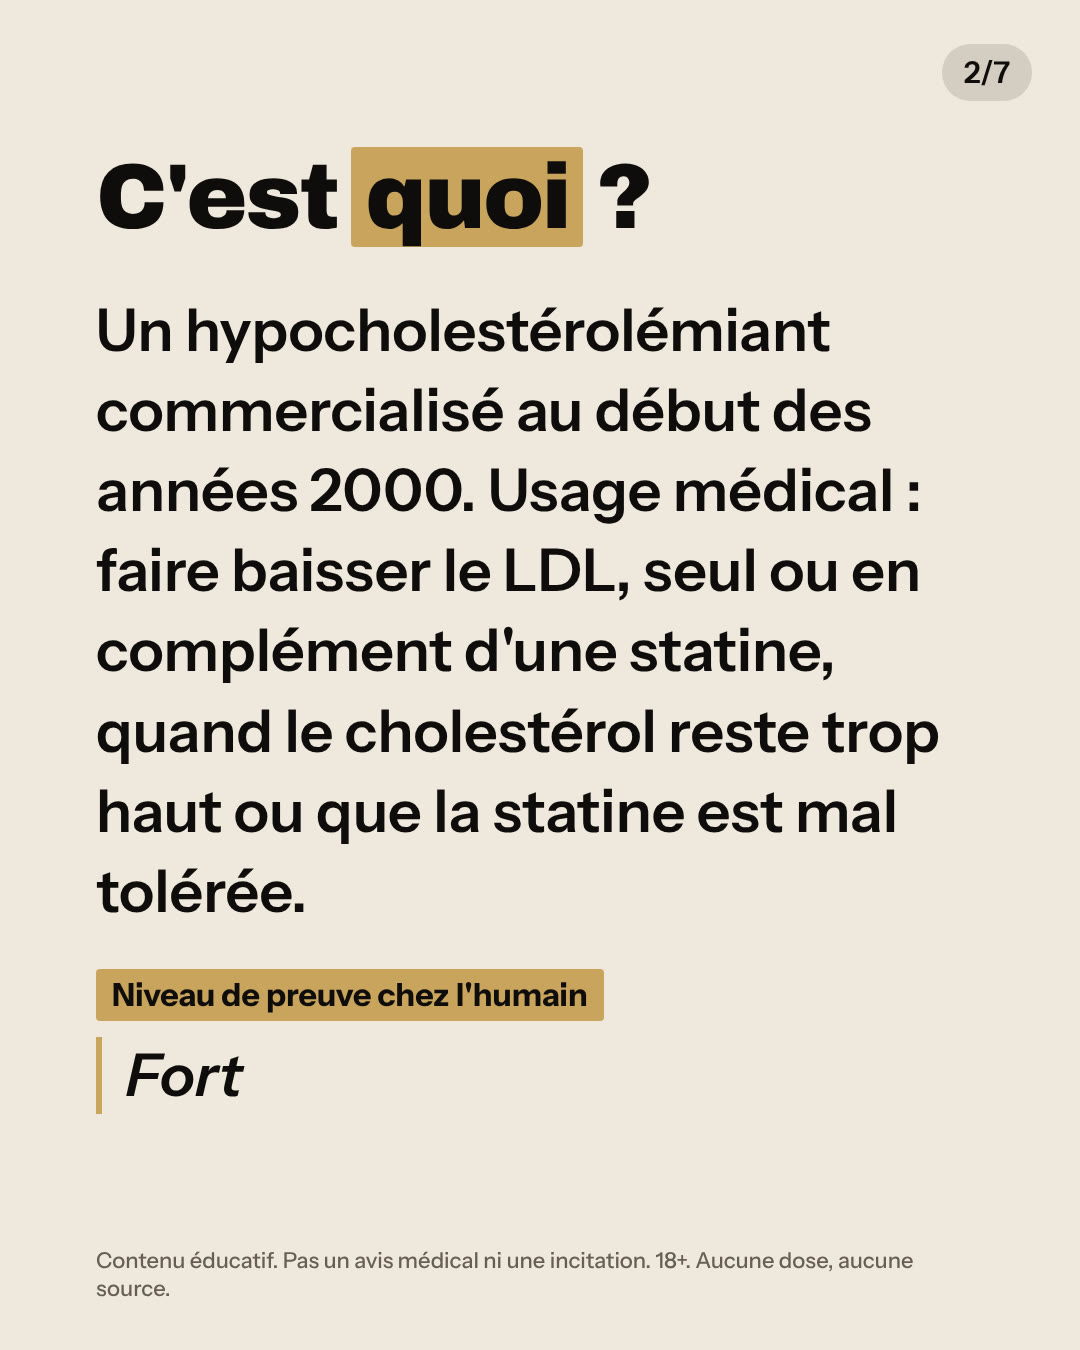 2/7
C'est quoi ?
Un hypocholestérolémiant
commercialisé au début des
années 2000. Usage médical :
faire baisser le LDL, seul ou en
complément d'une statine,
quand le cholestérol reste trop
haut ou que la statine est mal
tolérée.
Niveau de preuve chez l'humain
Fort
Contenu éducatif. Pas un avis médical ni une incitation. 18+. Aucune dose, aucune
source.